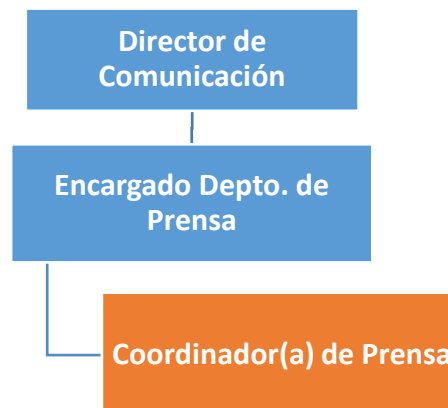 Director de
Comunicación
Encargado Depto. de
Prensa
Coordinador(a) de Prensa